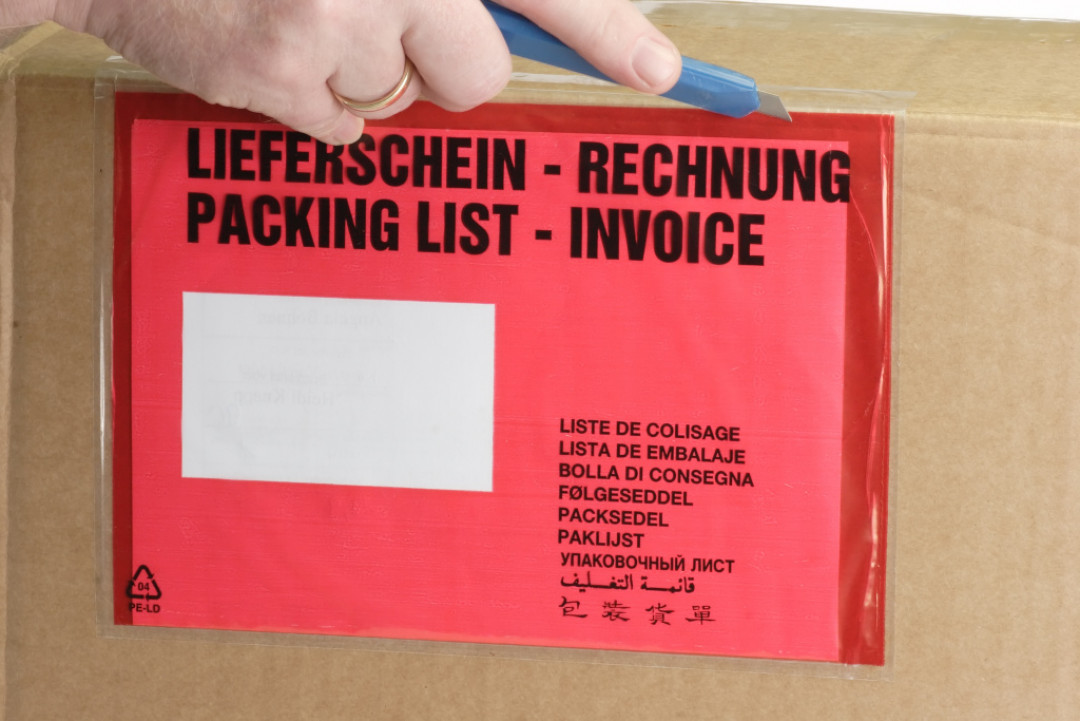 LIEFERSCHEIN - RECHNUNG
PACKING LIST - INVOICE
LISTE DE COLISAGE
LISTA DE EMBALAJE
BOLLA DI CONSEGNA
FØLGESEDDEL
PACKSEDEL
PAKLIJST
УПАКОВОЧНЫЙ ЛИСТ
قائمة التغليف
包裝貨單
04
PE-LD